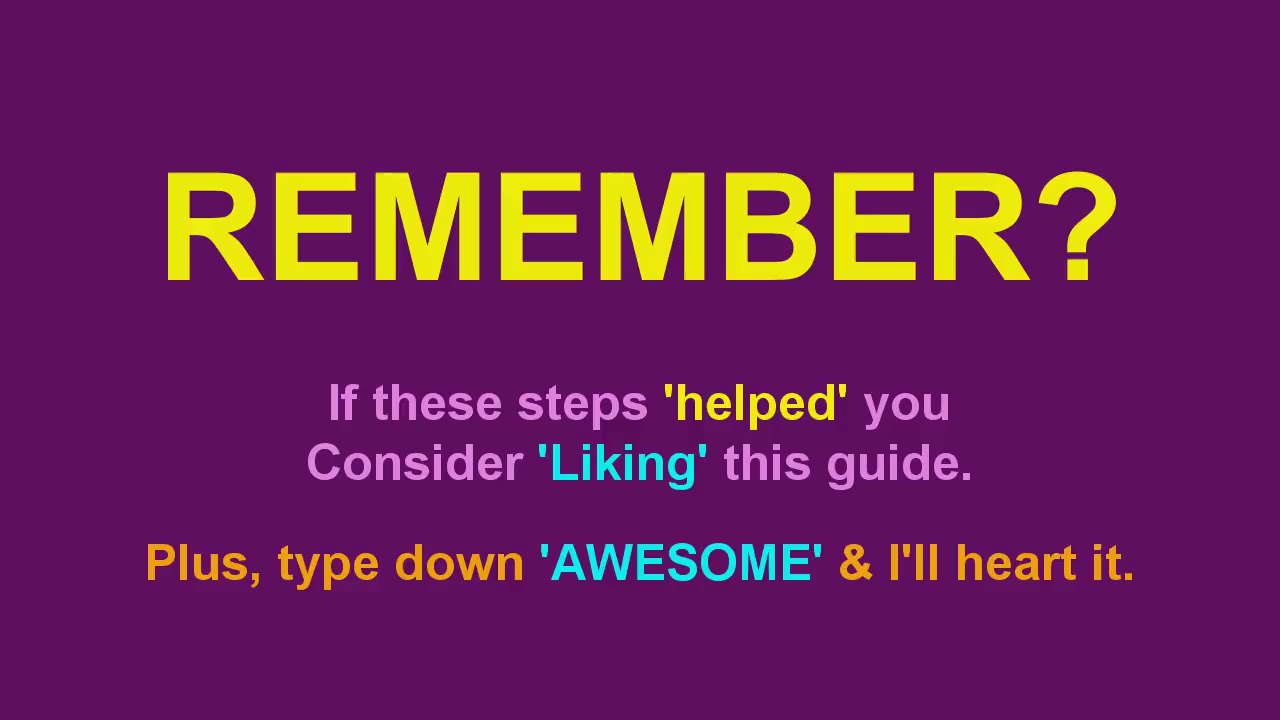 REMEMBER?
If these steps 'helped' you
Consider 'Liking' this guide.
Plus, type down 'AWESOME' & I'll heart it.